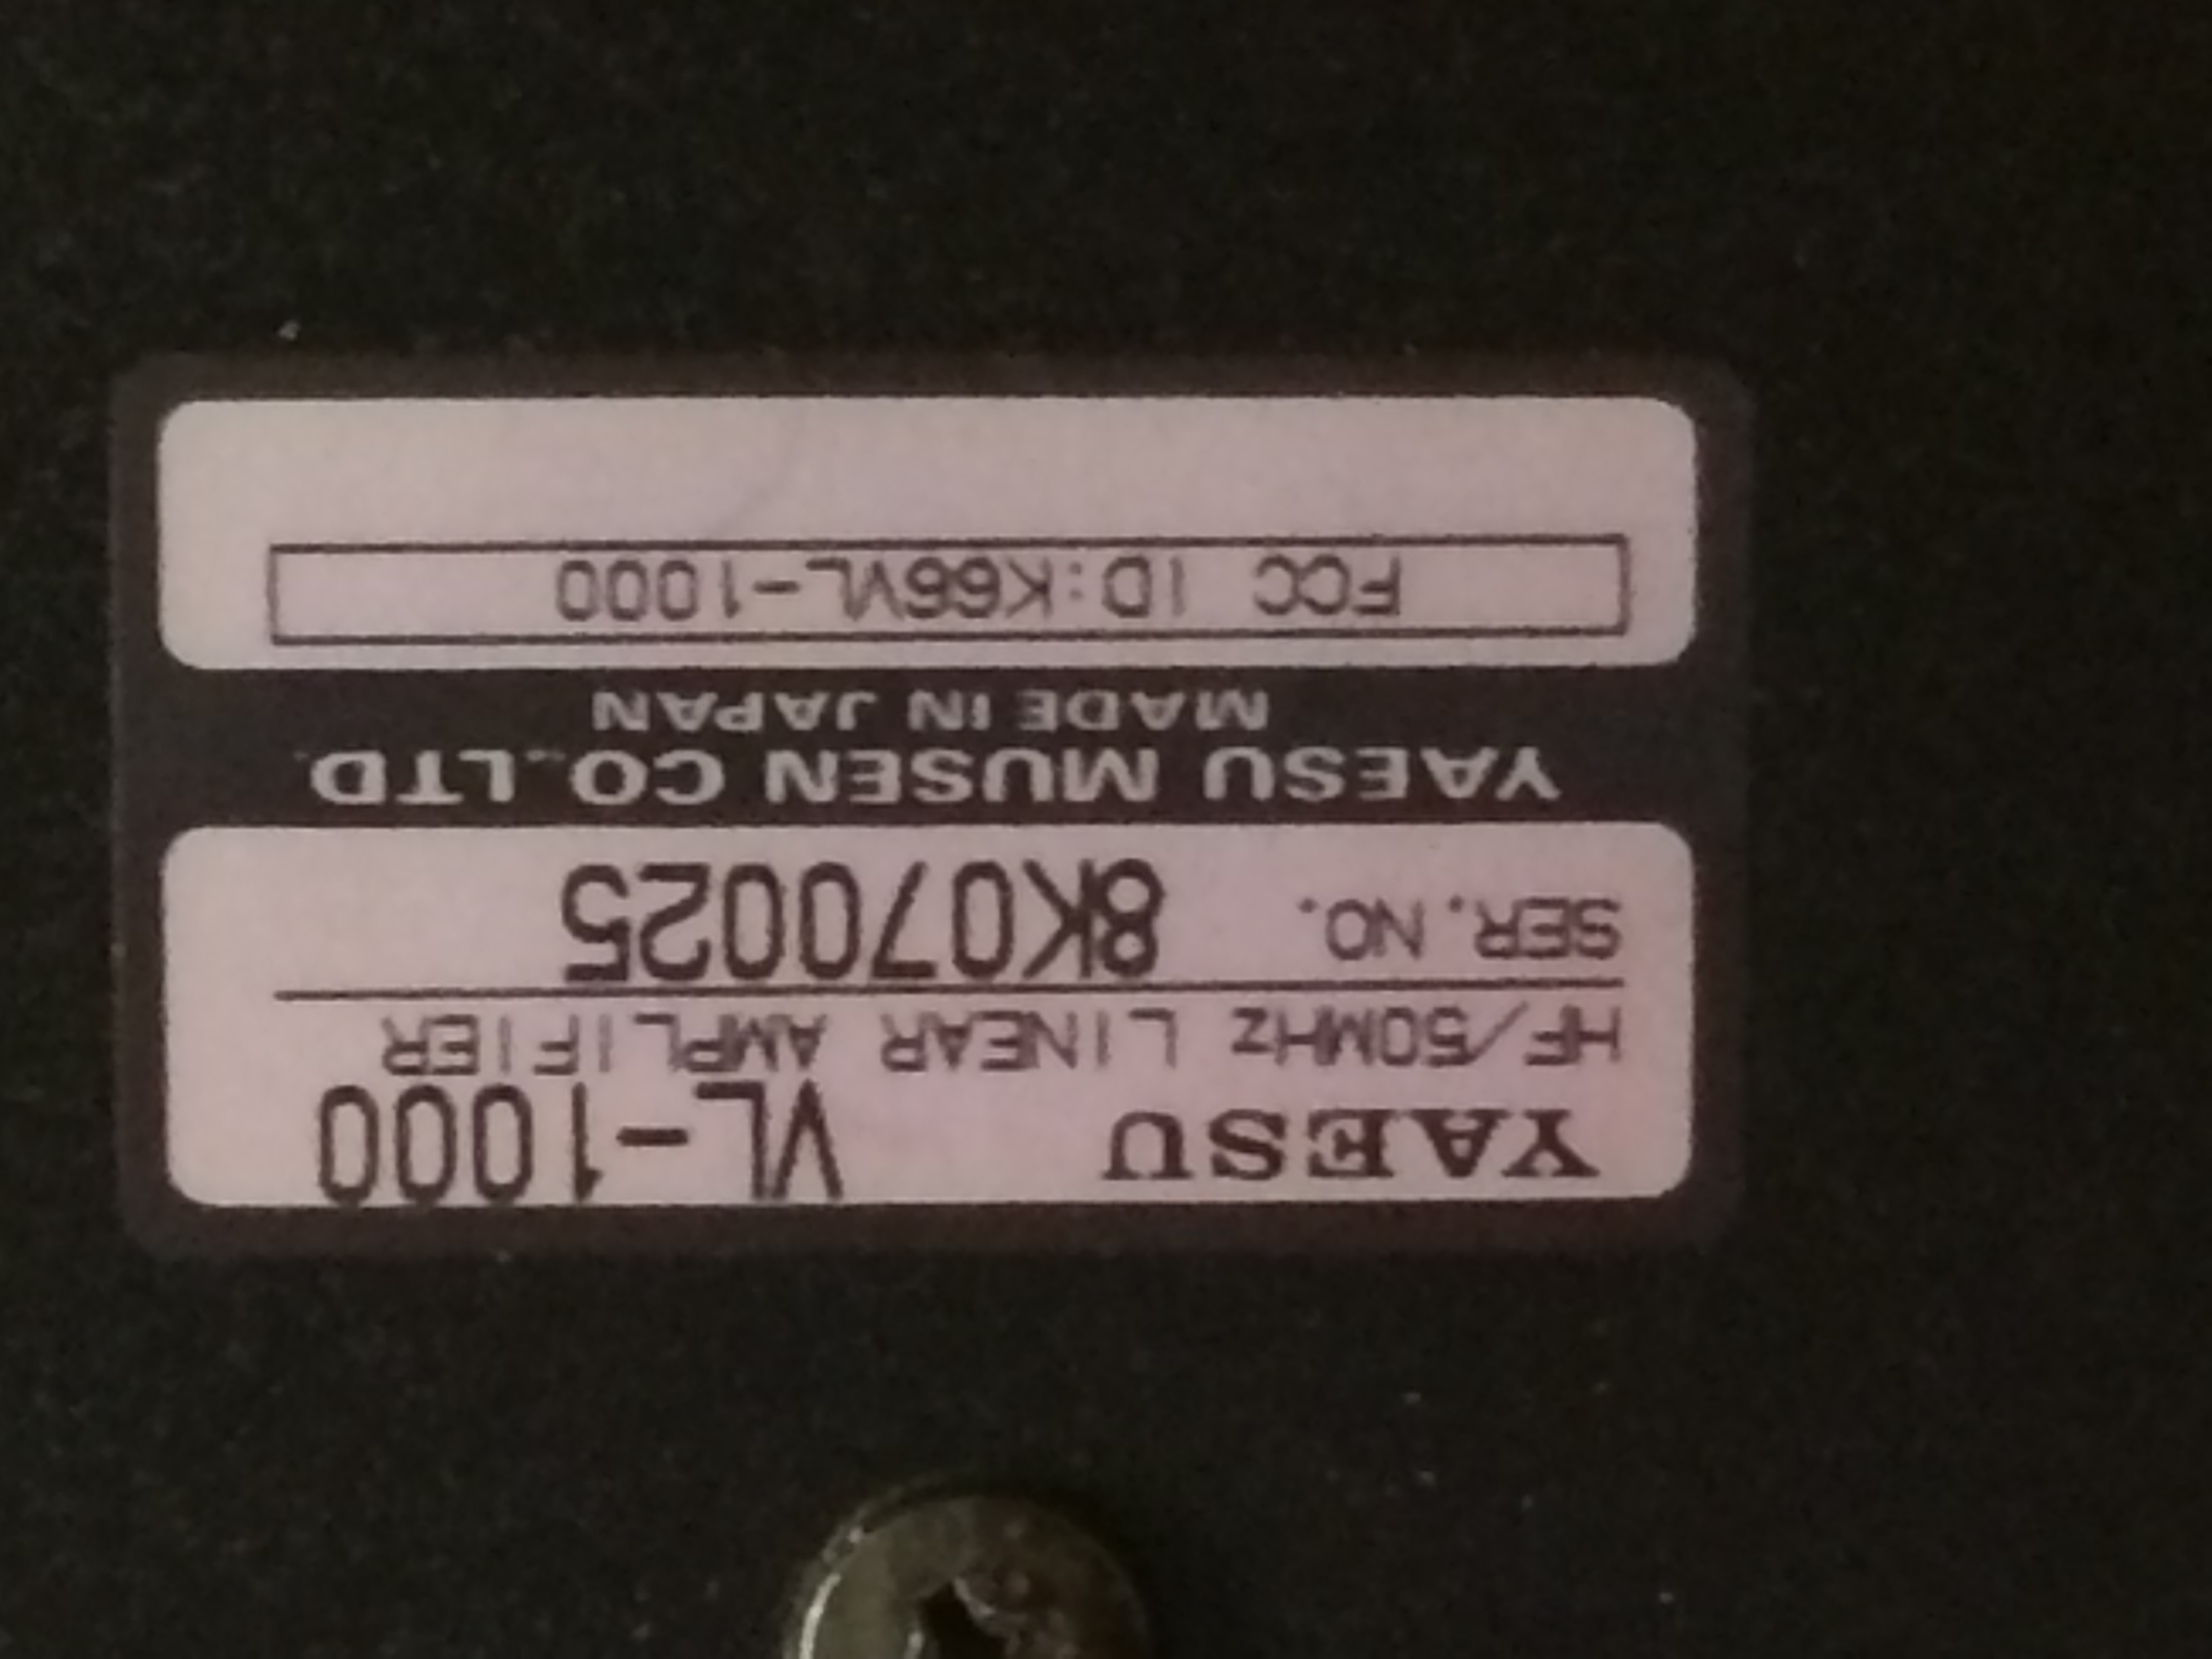 YAESU VL-1000
HF/50MHz LINEAR AMPLIFIER
SER.NO. 8K070025
YAESU MUSEN CO.,LTD.
MADE IN JAPAN
FCC ID:K66VL-1000